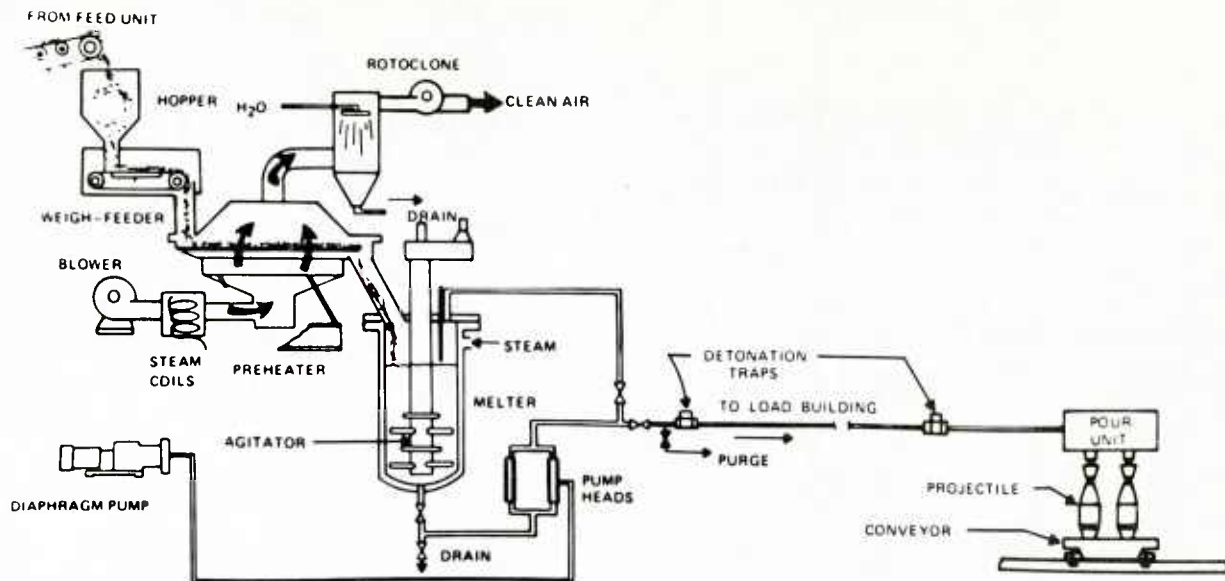 FROM FEED UNIT
ROTOCLONE
HOPPER
H₂O
CLEAN AIR
WEIGH-FEEDER
DRAIN
BLOWER
STEAM
COILS
PREHEATER
STEAM
DETONATION
TRAPS
MELTER
TO LOAD BUILDING
POUR
UNIT
AGITATOR
PURGE
PUMP
HEADS
PROJECTILE
DIAPHRAGM PUMP
CONVEYOR
DRAIN